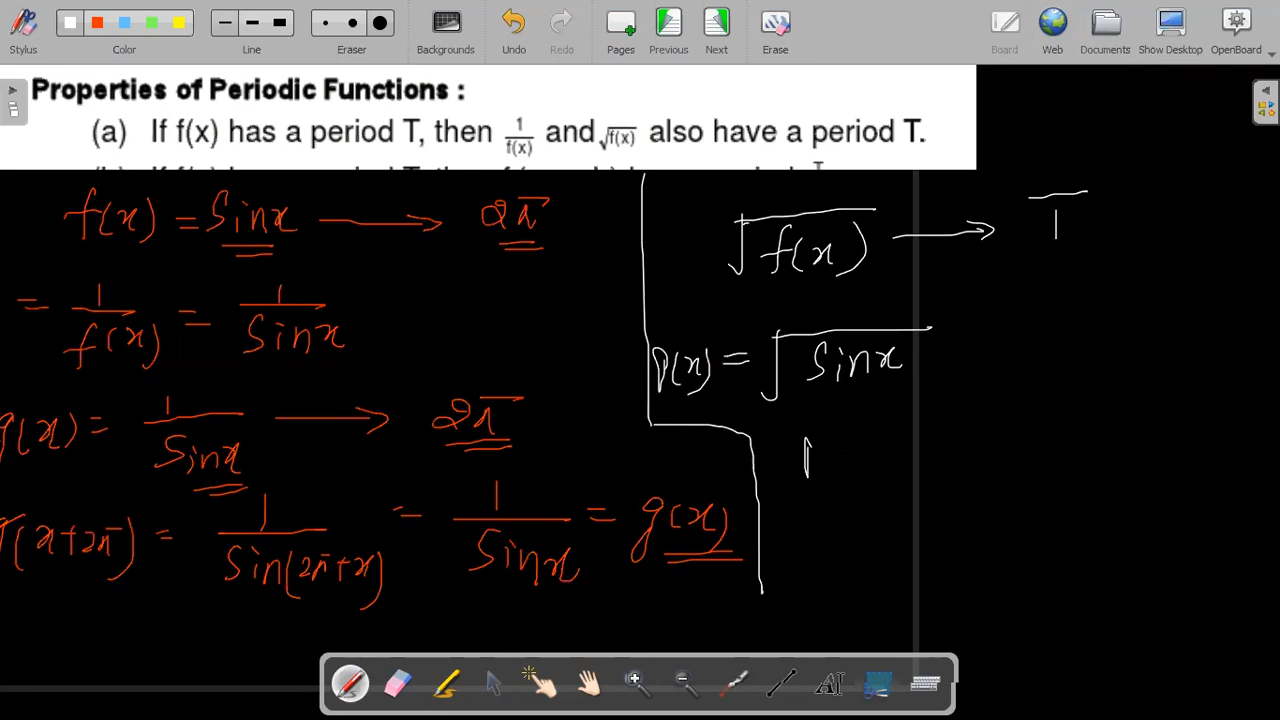 Stylus Color Line Eraser Backgrounds Undo Redo Pages Previous Next Erase Board Web Documents Show Desktop OpenBoard
Properties of Periodic Functions :
(a) If f(x) has a period T, then 1/f(x) and √f(x) also have a period T.
f(x) = Sinx → 2π
= 1/f(x) = 1/Sinx
g(x) = 1/Sinx → 2π
g(x+2π) = 1/Sin(2π+x) = 1/Sinx = g(x)
√f(x) → T
p(x) = √Sinx